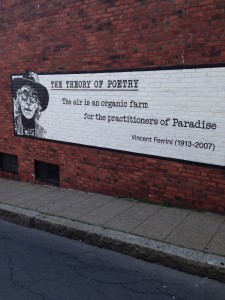 THE THEORY OF POETRY
The air is an organic farm
for the practitioners of Paradise
Vincent Ferrini (1913-2007)